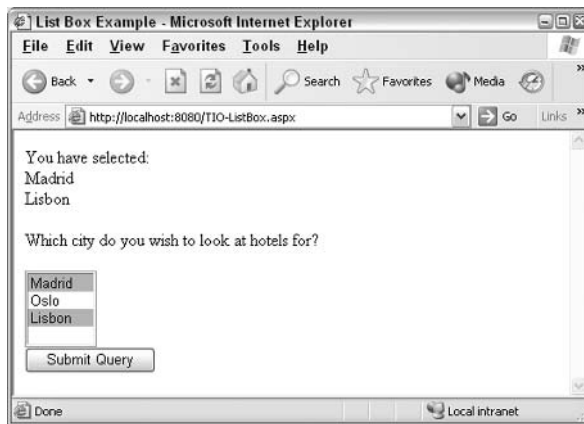 List Box Example - Microsoft Internet Explorer
File Edit View Favorites Tools Help
Back Search Favorites Media »
Address http://localhost:8080/TIO-ListBox.aspx Go Links »
You have selected:
Madrid
Lisbon
Which city do you wish to look at hotels for?
Madrid
Oslo
Lisbon
Submit Query
Done Local intranet